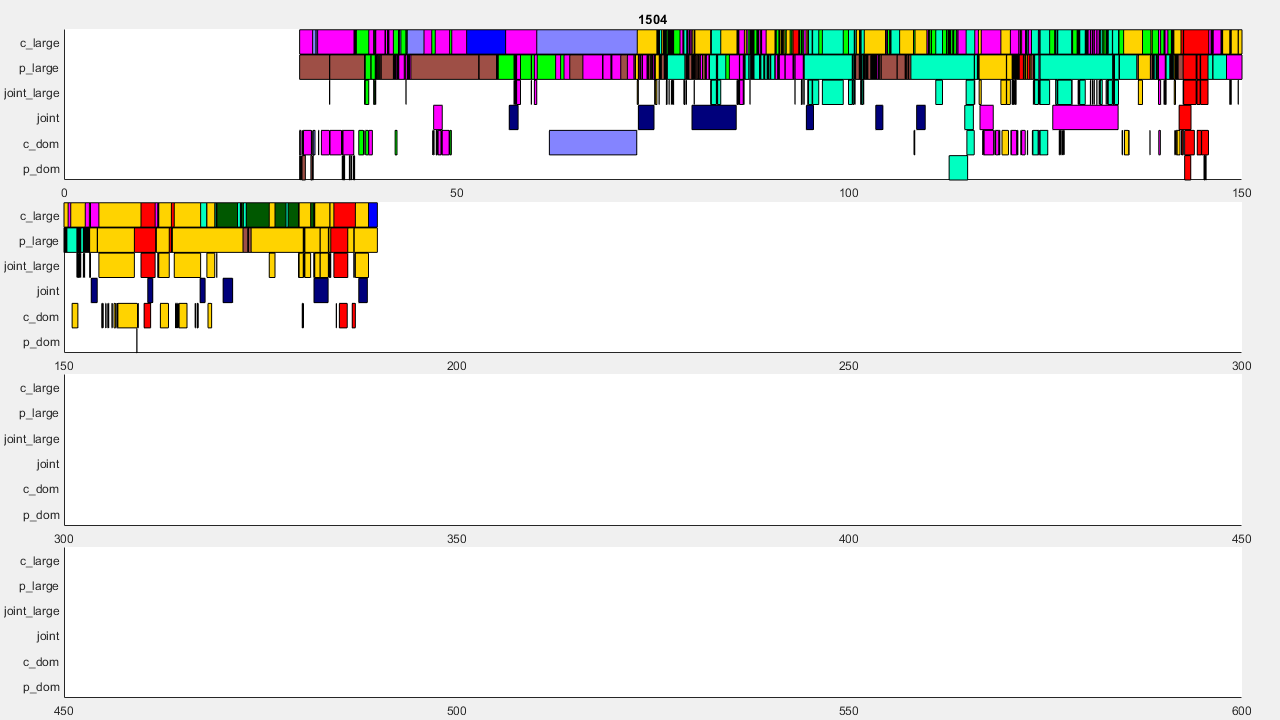 1504
c_large
p_large
joint_large
joint
c_dom
p_dom
0 50 100 150
c_large
p_large
joint_large
joint
c_dom
p_dom
150 200 250 300
c_large
p_large
joint_large
joint
c_dom
p_dom
300 350 400 450
c_large
p_large
joint_large
joint
c_dom
p_dom
450 500 550 600